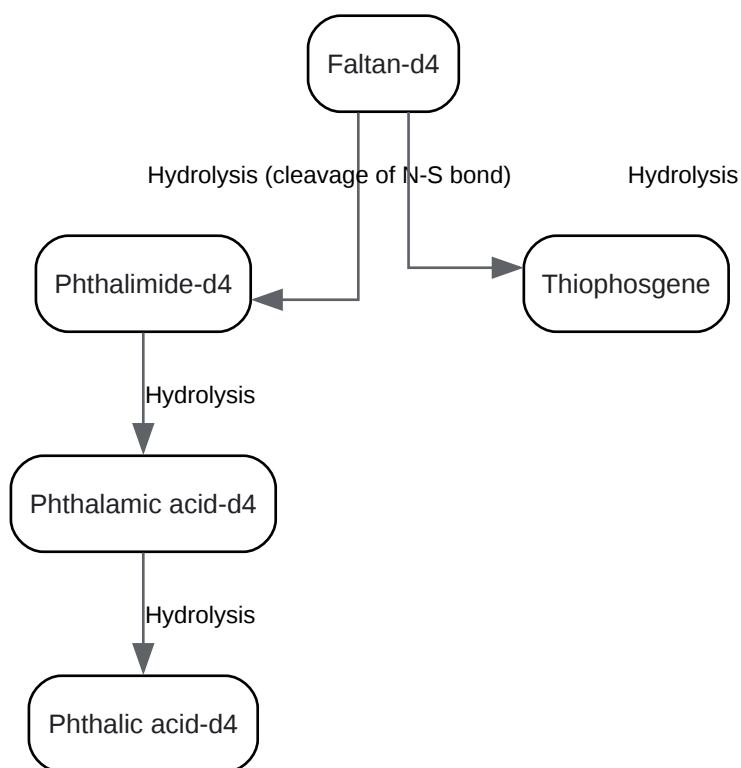 Faltan-d4
Hydrolysis (cleavage of N-S bond)
Hydrolysis
Phthalimide-d4
Thiophosgene
Hydrolysis
Phthalamic acid-d4
Hydrolysis
Phthalic acid-d4